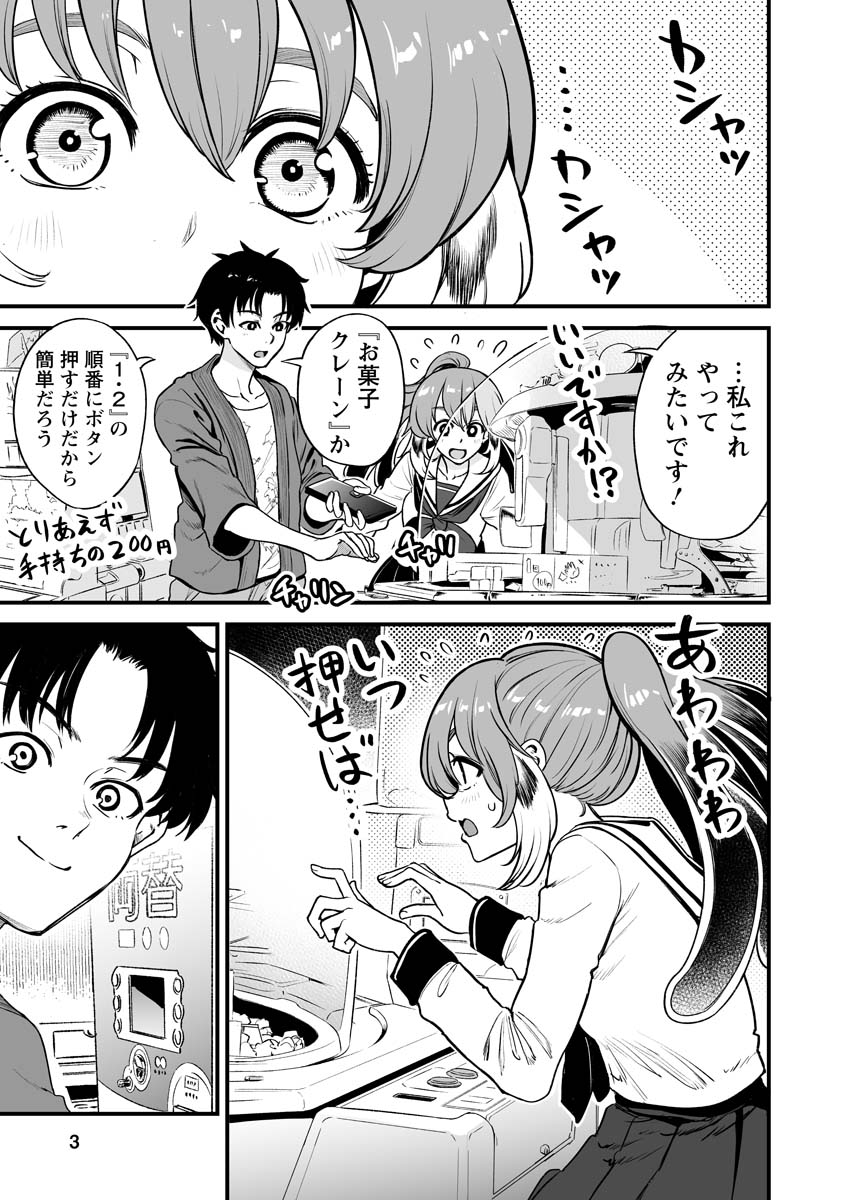 カシャッ
……カシャッ
…私これ
やって
みたいです！
いいですか!?
『お菓子
クレーン』か
『1・2』の
順番にボタン
押すだけだから
簡単だろう
とりあえず
手持ちの200円
チャリ
チャリン
あわわわ
いつ
押せば……
両替
3